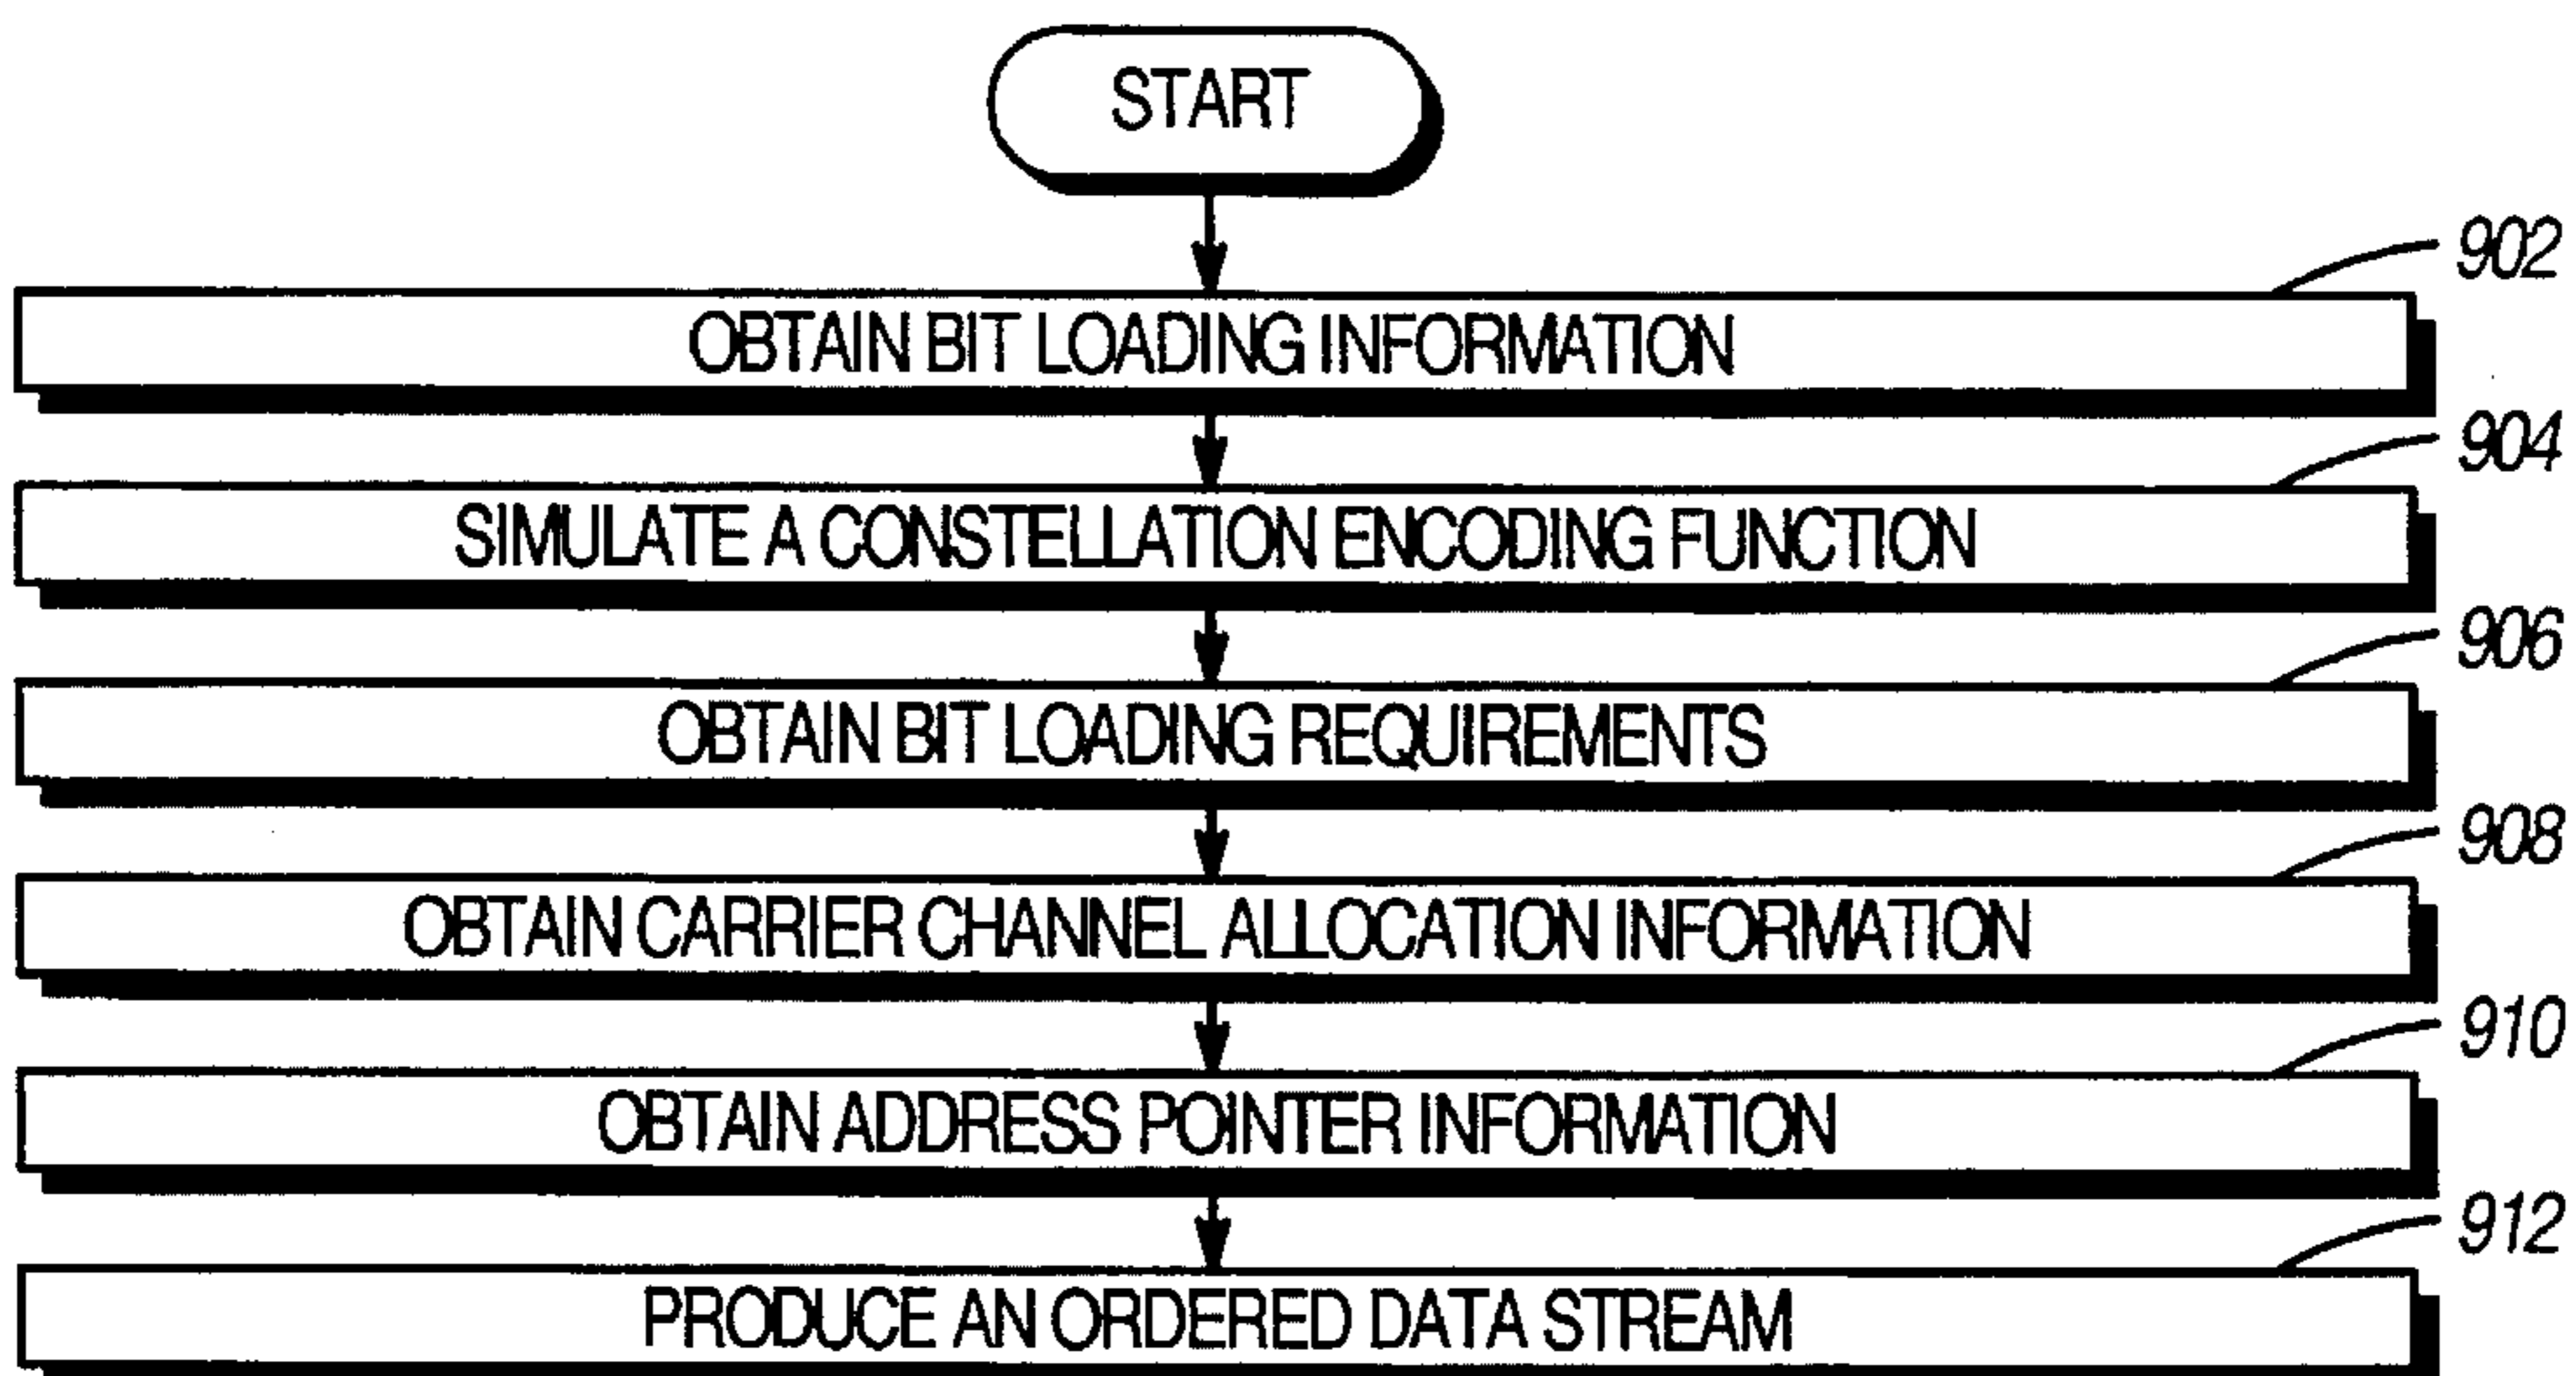 START
902
OBTAIN BIT LOADING INFORMATION
904
SIMULATE A CONSTELLATION ENCODING FUNCTION
906
OBTAIN BIT LOADING REQUIREMENTS
908
OBTAIN CARRIER CHANNEL ALLOCATION INFORMATION
910
OBTAIN ADDRESS POINTER INFORMATION
912
PRODUCE AN ORDERED DATA STREAM